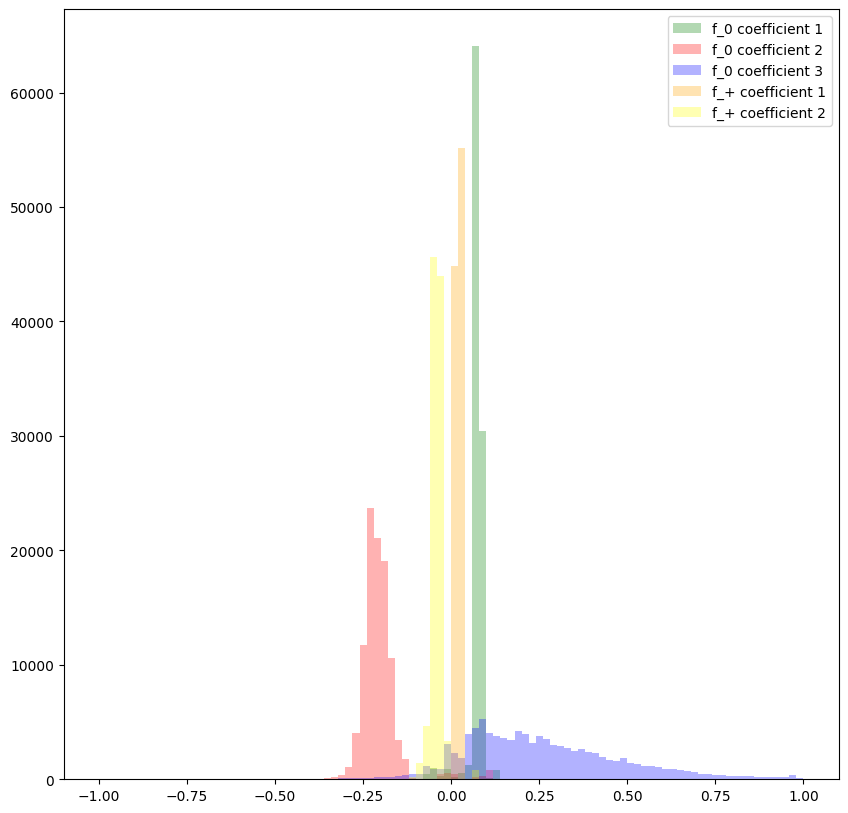 f_0 coefficient 1
f_0 coefficient 2
f_0 coefficient 3
f_+ coefficient 1
f_+ coefficient 2
60000
50000
40000
30000
20000
10000
0
−1.00 −0.75 −0.50 −0.25 0.00 0.25 0.50 0.75 1.00